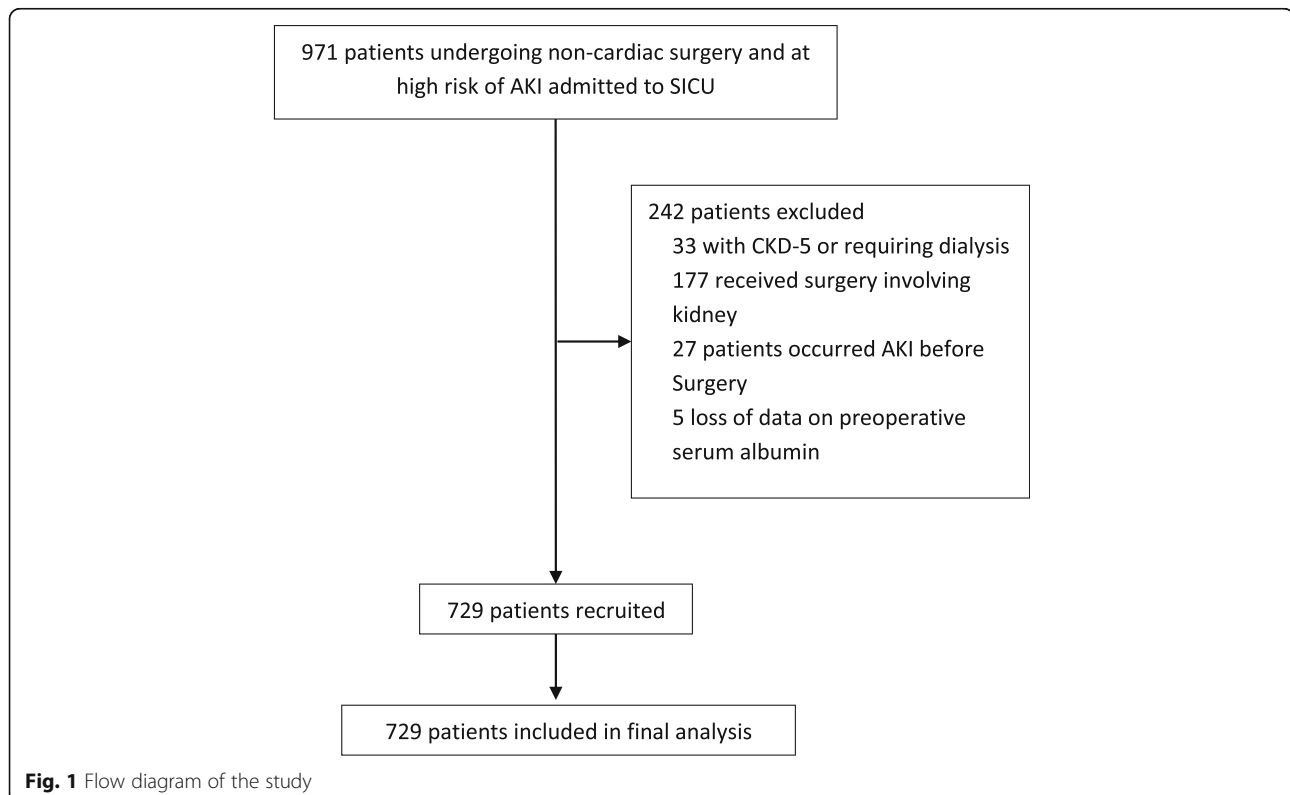 971 patients undergoing non-cardiac surgery and at
high risk of AKI admitted to SICU
242 patients excluded
33 with CKD-5 or requiring dialysis
177 received surgery involving
kidney
27 patients occurred AKI before
Surgery
5 loss of data on preoperative
serum albumin
729 patients recruited
729 patients included in final analysis
Fig. 1 Flow diagram of the study